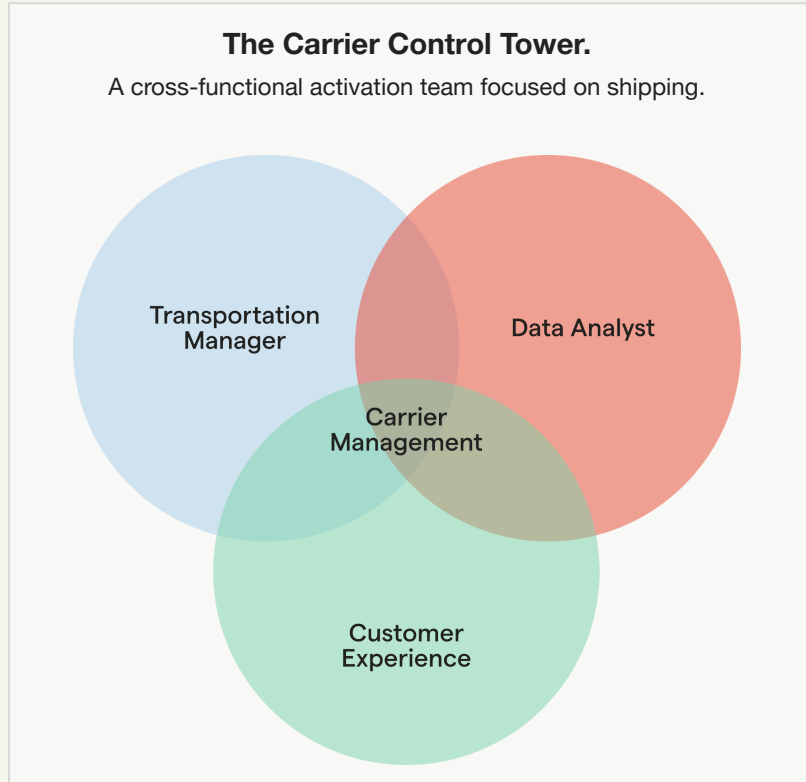 The Carrier Control Tower.
A cross-functional activation team focused on shipping.
Transportation
Manager
Data Analyst
Carrier
Management
Customer
Experience